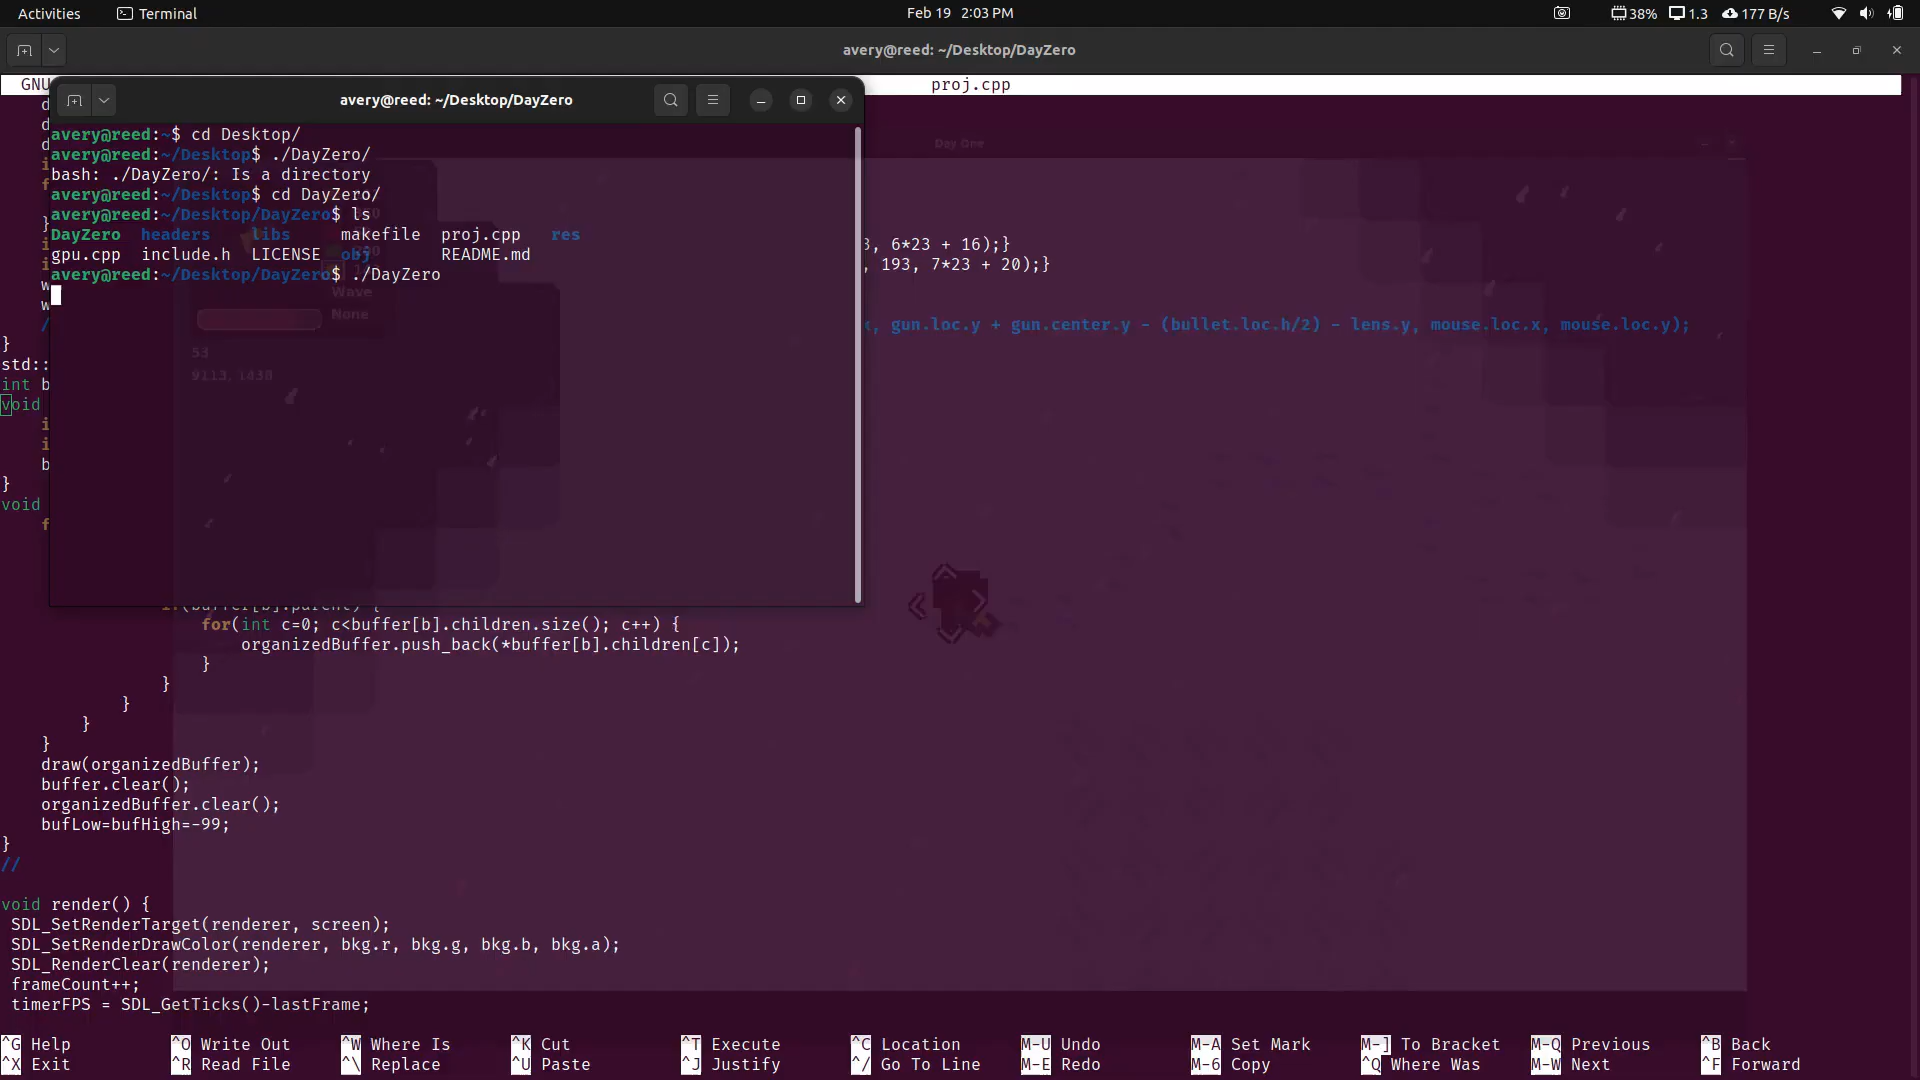 Activities Terminal Feb 19 2:03 PM 38% 1.3 177 B/s
avery@reed: ~/Desktop/DayZero
GNU proj.cpp
avery@reed: ~/Desktop/DayZero
avery@reed:~$ cd Desktop/
avery@reed:~/Desktop$ ./DayZero/
bash: ./DayZero/: Is a directory
avery@reed:~/Desktop$ cd DayZero/
avery@reed:~/Desktop/DayZero$ ls
DayZero headers libs makefile proj.cpp res
gpu.cpp include.h LICENSE obj README.md
avery@reed:~/Desktop/DayZero$ ./DayZero
Day One
Wave
None
53
9113, 1438
, 6*23 + 16);}
, 193, 7*23 + 20);}
, gun.loc.y + gun.center.y - (bullet.loc.h/2) - lens.y, mouse.loc.x, mouse.loc.y);
}
std::
int b
void
}
void
for(int c=0; c<buffer[b].children.size(); c++) {
organizedBuffer.push_back(*buffer[b].children[c]);
}
}
}
}
}
draw(organizedBuffer);
buffer.clear();
organizedBuffer.clear();
bufLow=bufHigh=-99;
}
//
void render() {
SDL_SetRenderTarget(renderer, screen);
SDL_SetRenderDrawColor(renderer, bkg.r, bkg.g, bkg.b, bkg.a);
SDL_RenderClear(renderer);
frameCount++;
timerFPS = SDL_GetTicks()-lastFrame;
^G Help ^O Write Out ^W Where Is ^K Cut ^T Execute ^C Location M-U Undo M-A Set Mark M-] To Bracket M-Q Previous ^B Back
^X Exit ^R Read File ^\ Replace ^U Paste ^J Justify ^/ Go To Line M-E Redo M-6 Copy ^Q Where Was M-W Next ^F Forward